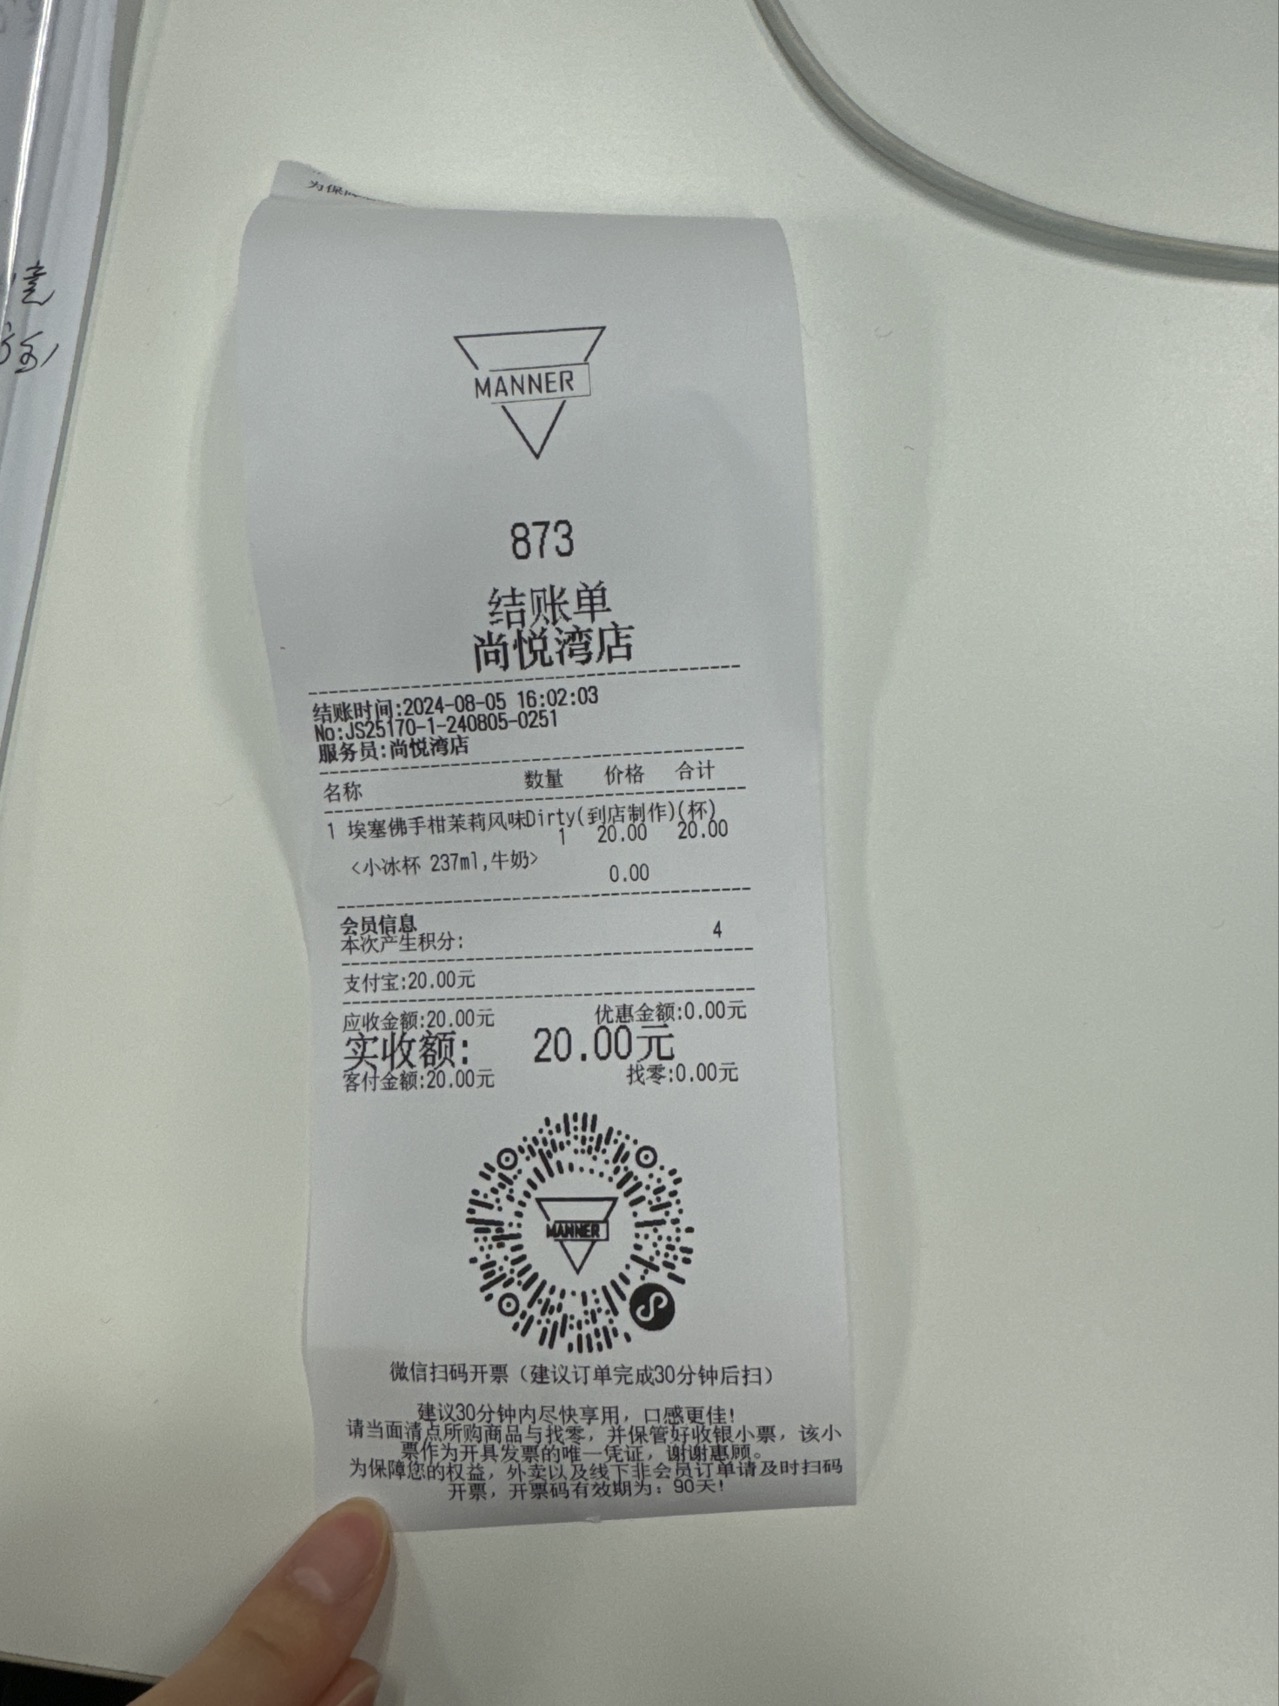 为保
MANNER
873
结账单
尚悦湾店
结账时间:2024-08-05 16:02:03
No:JS25170-1-240805-0251
服务员:尚悦湾店
名称 数量 价格 合计
1 埃塞佛手柑茉莉风味Dirty(到店制作)(杯)
1 20.00 20.00
<小冰杯 237ml,牛奶>
0.00
会员信息
本次产生积分: 4
支付宝:20.00元
应收金额:20.00元 优惠金额:0.00元
实收额: 20.00元
客付金额:20.00元 找零:0.00元
MANNER
微信扫码开票（建议订单完成30分钟后扫）
建议30分钟内尽快享用，口感更佳!
请当面清点所购商品与找零，并保管好收银小票，该小
票作为开具发票的唯一凭证，谢谢惠顾。
为保障您的权益，外卖以及线下非会员订单请及时扫码
开票，开票码有效期为：90天!